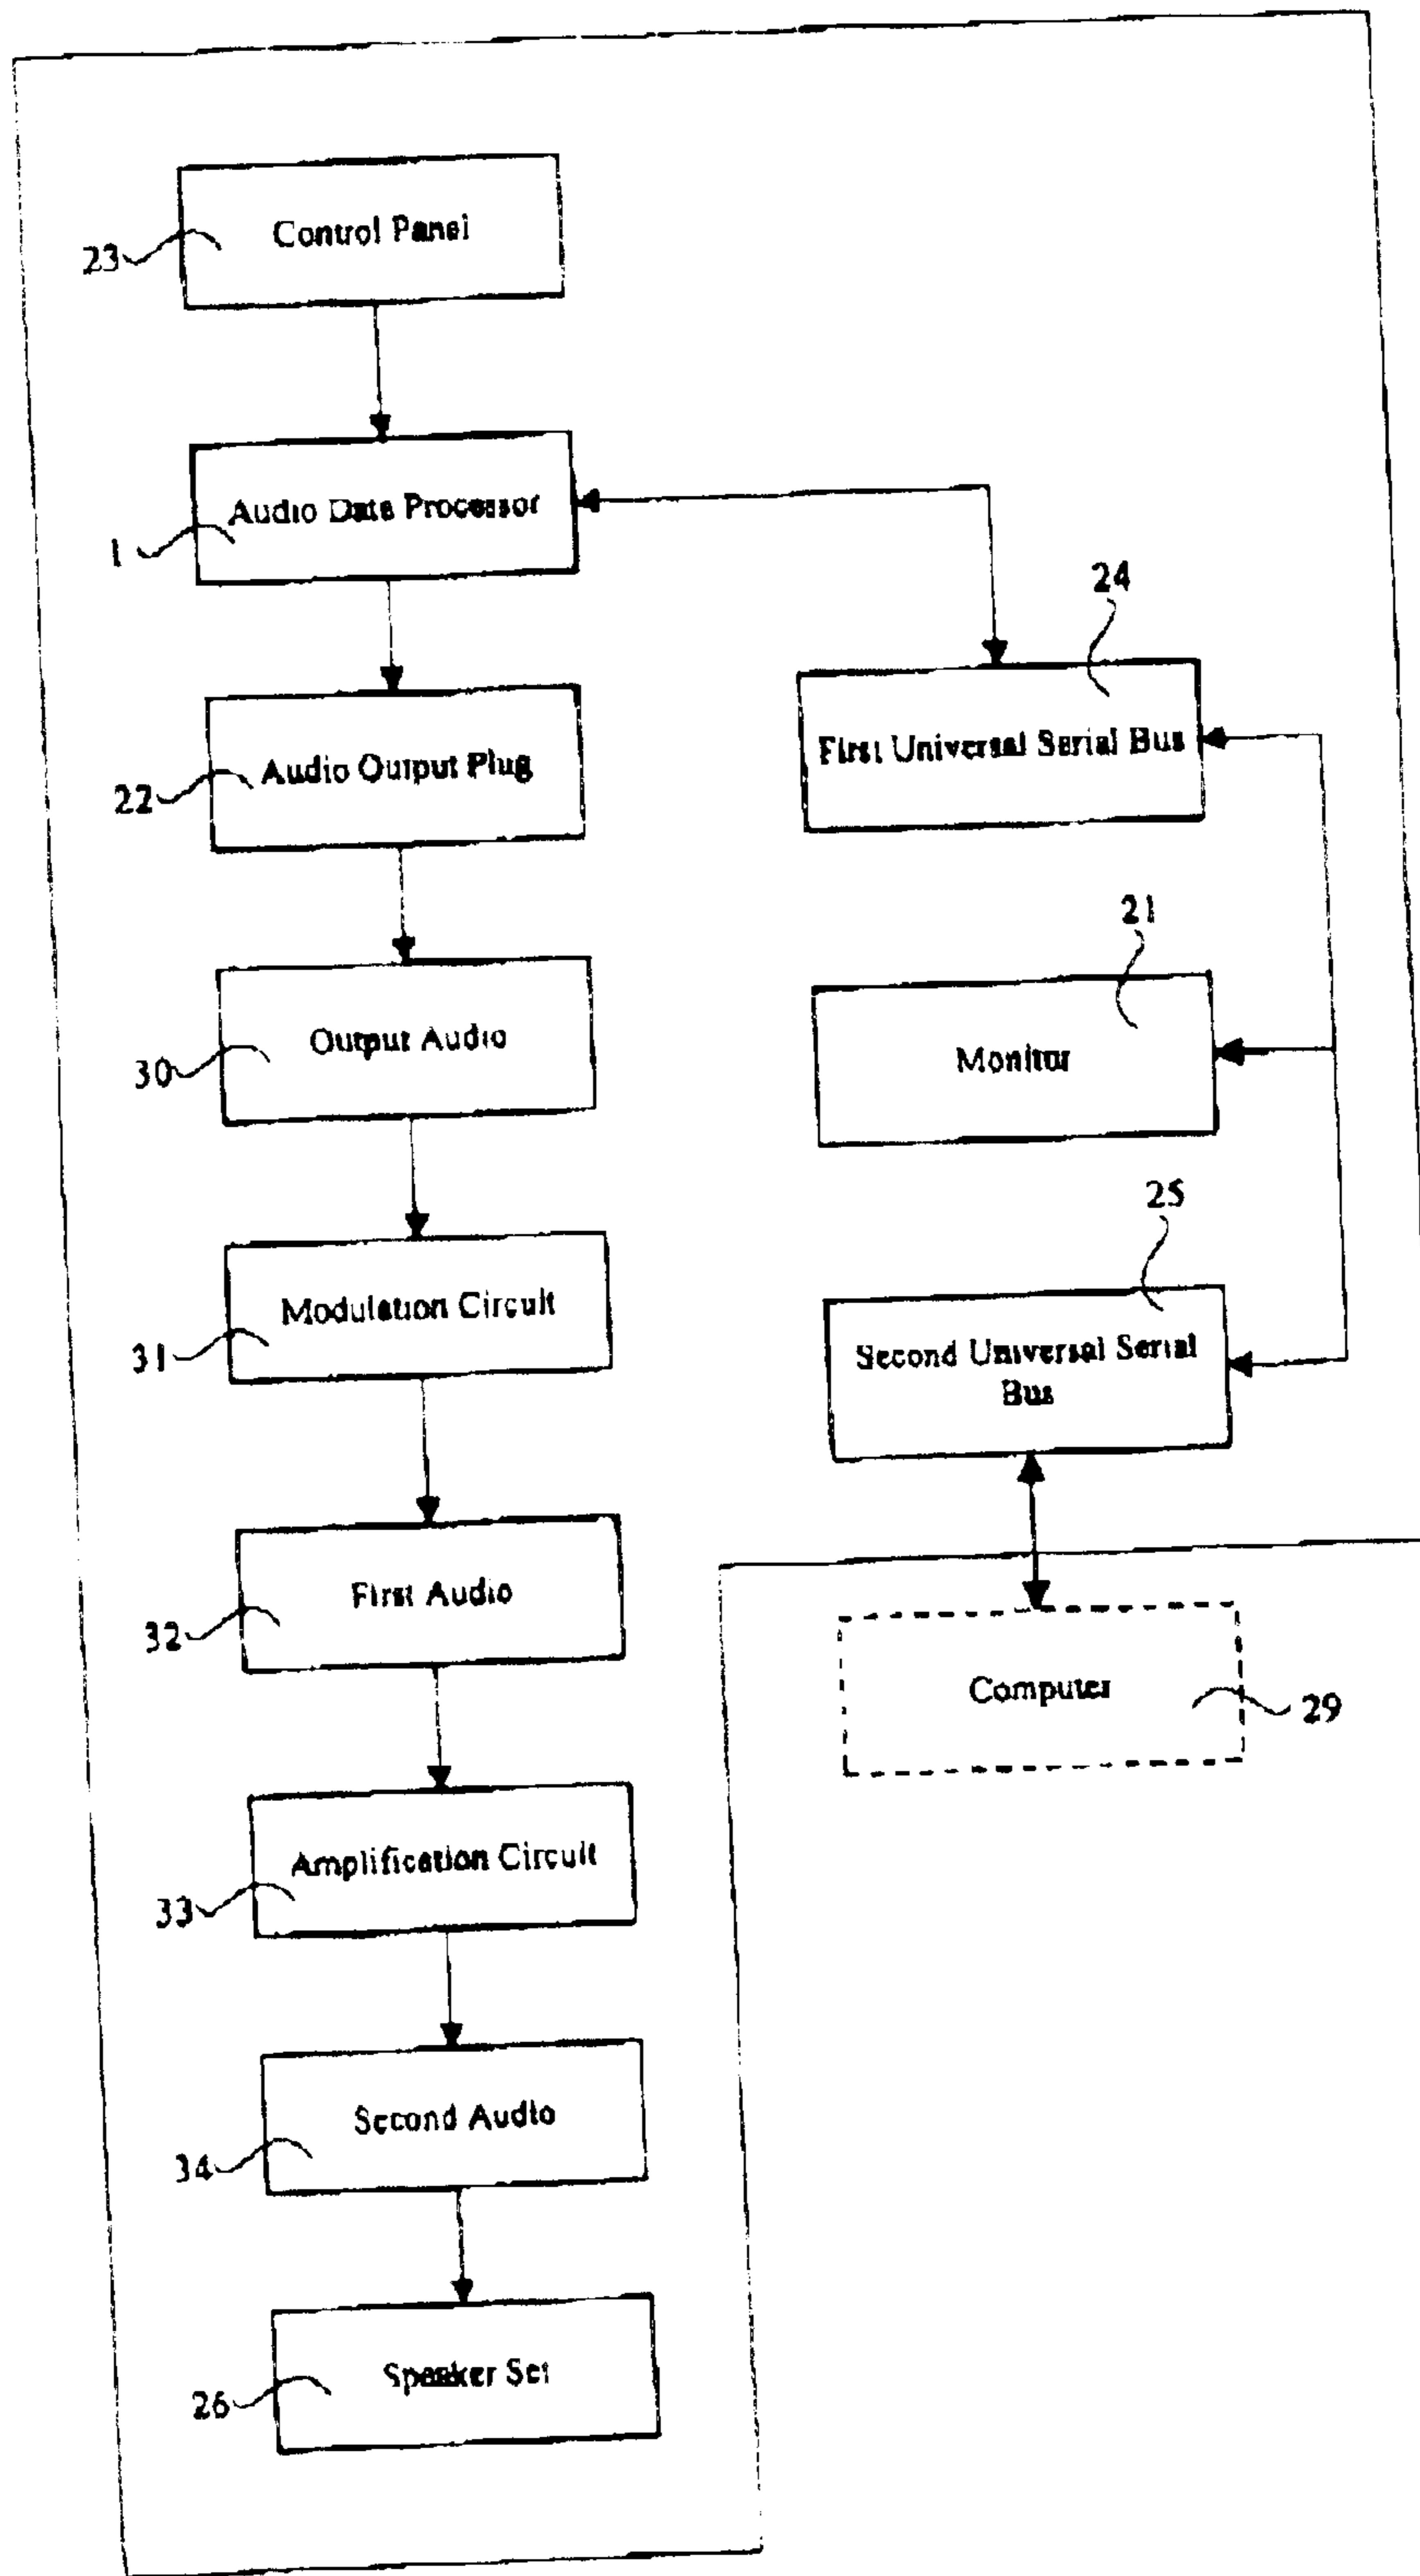 Control Panel
23
Audio Data Processor
1
24
Audio Output Plug
22
First Universal Serial Bus
21
Output Audio
30
Monitor
25
Modulation Circuit
31
Second Universal Serial
Bus
First Audio
32
Computer
29
Amplification Circuit
33
Second Audio
34
Speaker Set
26